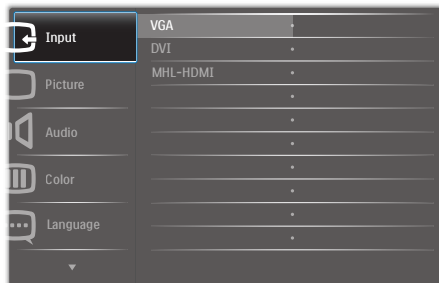 Input
Picture
Audio
Color
Language
VGA
DVI
MHL-HDMI